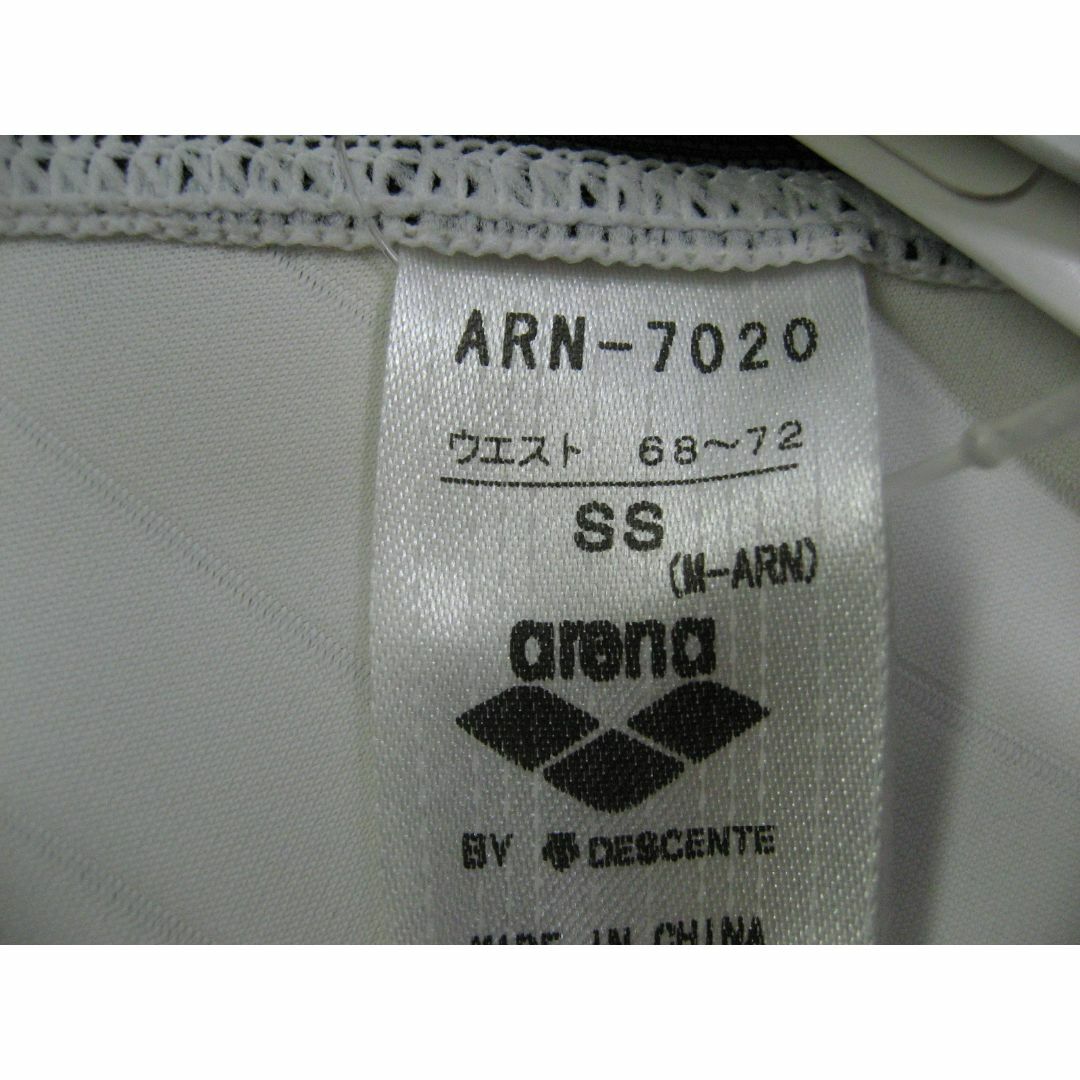 ARN-7020
ウエスト 68～72
SS
(M-ARN)
arena
BY DESCENTE
MADE IN CHINA